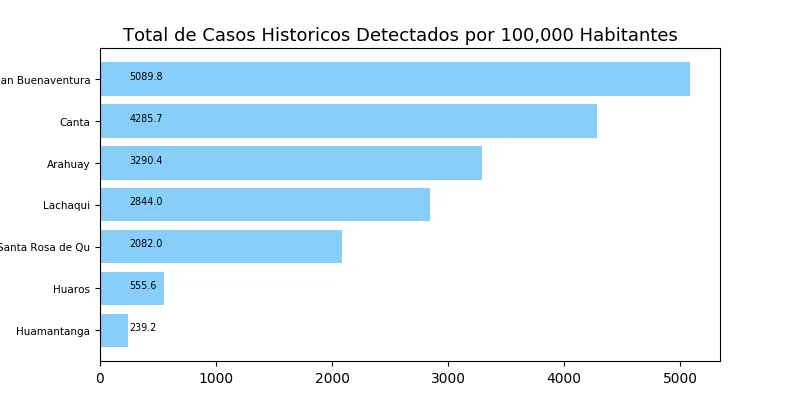 Total de Casos Historicos Detectados por 100,000 Habitantes
an Buenaventura 5089.8
Canta 4285.7
Arahuay 3290.4
Lachaqui 2844.0
Santa Rosa de Qu 2082.0
Huaros 555.6
Huamantanga 239.2
0 1000 2000 3000 4000 5000